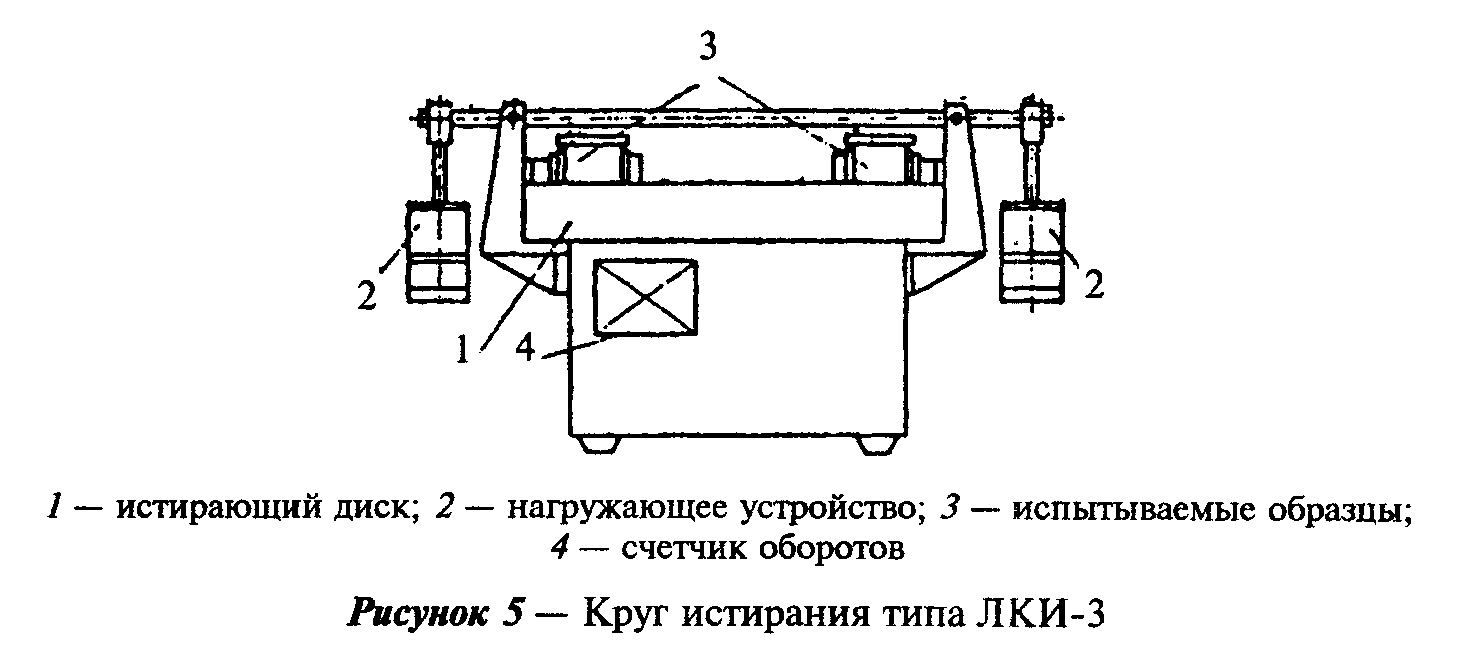 3
2
2
1
4
1 — истирающий диск; 2 — нагружающее устройство; 3 — испытываемые образцы;
4 — счетчик оборотов
Рисунок 5 — Круг истирания типа ЛКИ-3